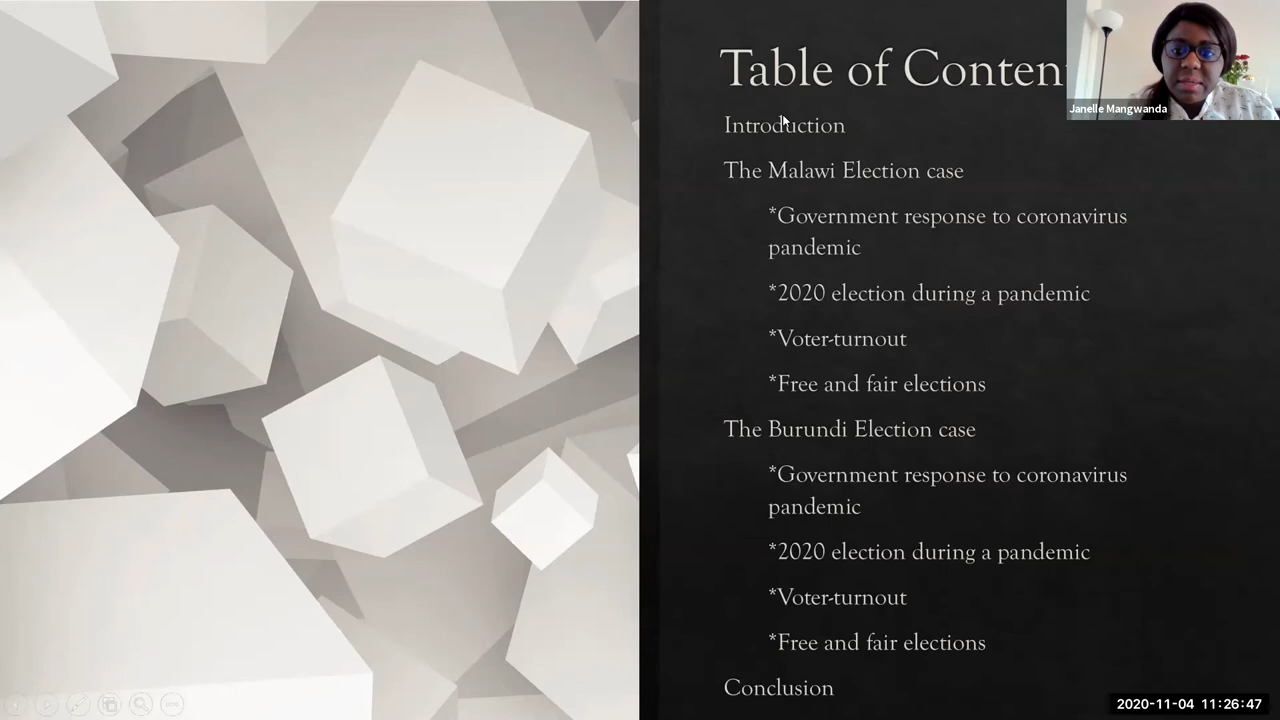 Table of Conten
Janelle Mangwanda
Introduction
The Malawi Election case
*Government response to coronavirus
pandemic
*2020 election during a pandemic
*Voter-turnout
*Free and fair elections
The Burundi Election case
*Government response to coronavirus
pandemic
*2020 election during a pandemic
*Voter-turnout
*Free and fair elections
Conclusion
2020-11-04 11:26:47